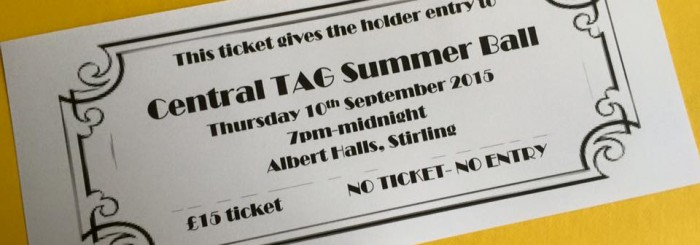 This ticket gives the holder entry to
Central TAG Summer Ball
Thursday 10th September 2015
7pm-midnight
Albert Halls, Stirling
£15 ticket
NO TICKET- NO ENTRY